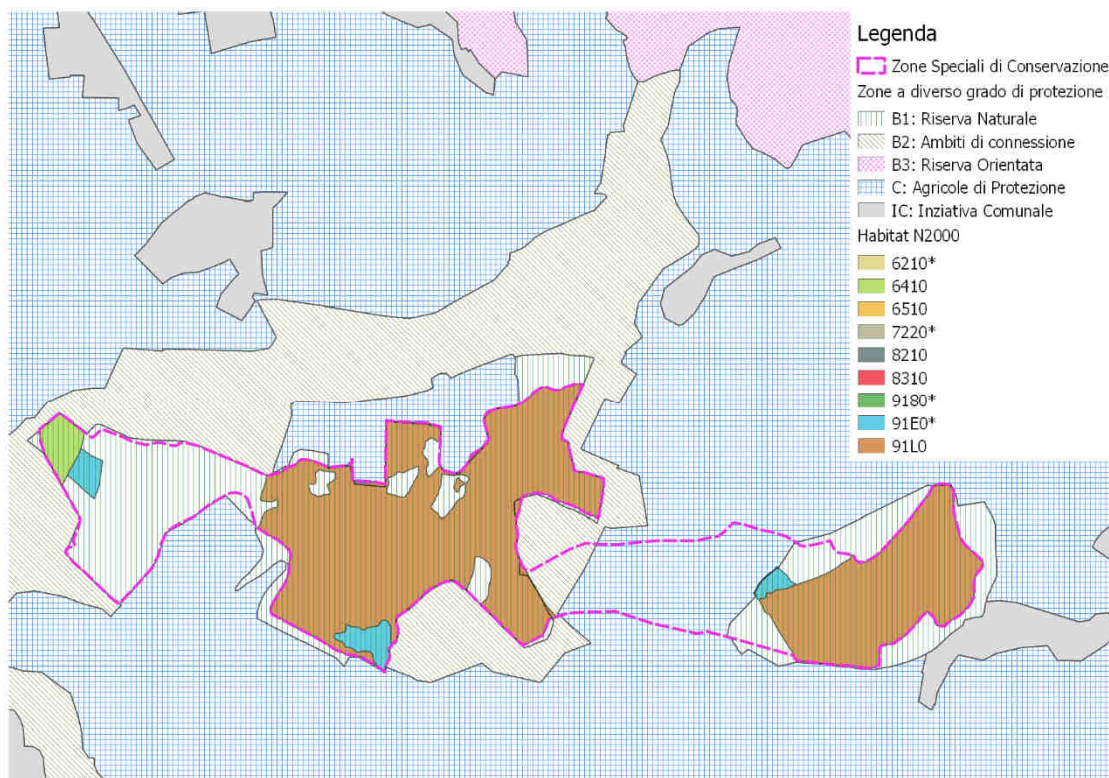 Legenda
Zone Speciali di Conservazione
Zone a diverso grado di protezione
B1: Riserva Naturale
B2: Ambiti di connessione
B3: Riserva Orientata
C: Agricole di Protezione
IC: Inziativa Comunale
Habitat N2000
6210*
6410
6510
7220*
8210
8310
9180*
91E0*
91L0